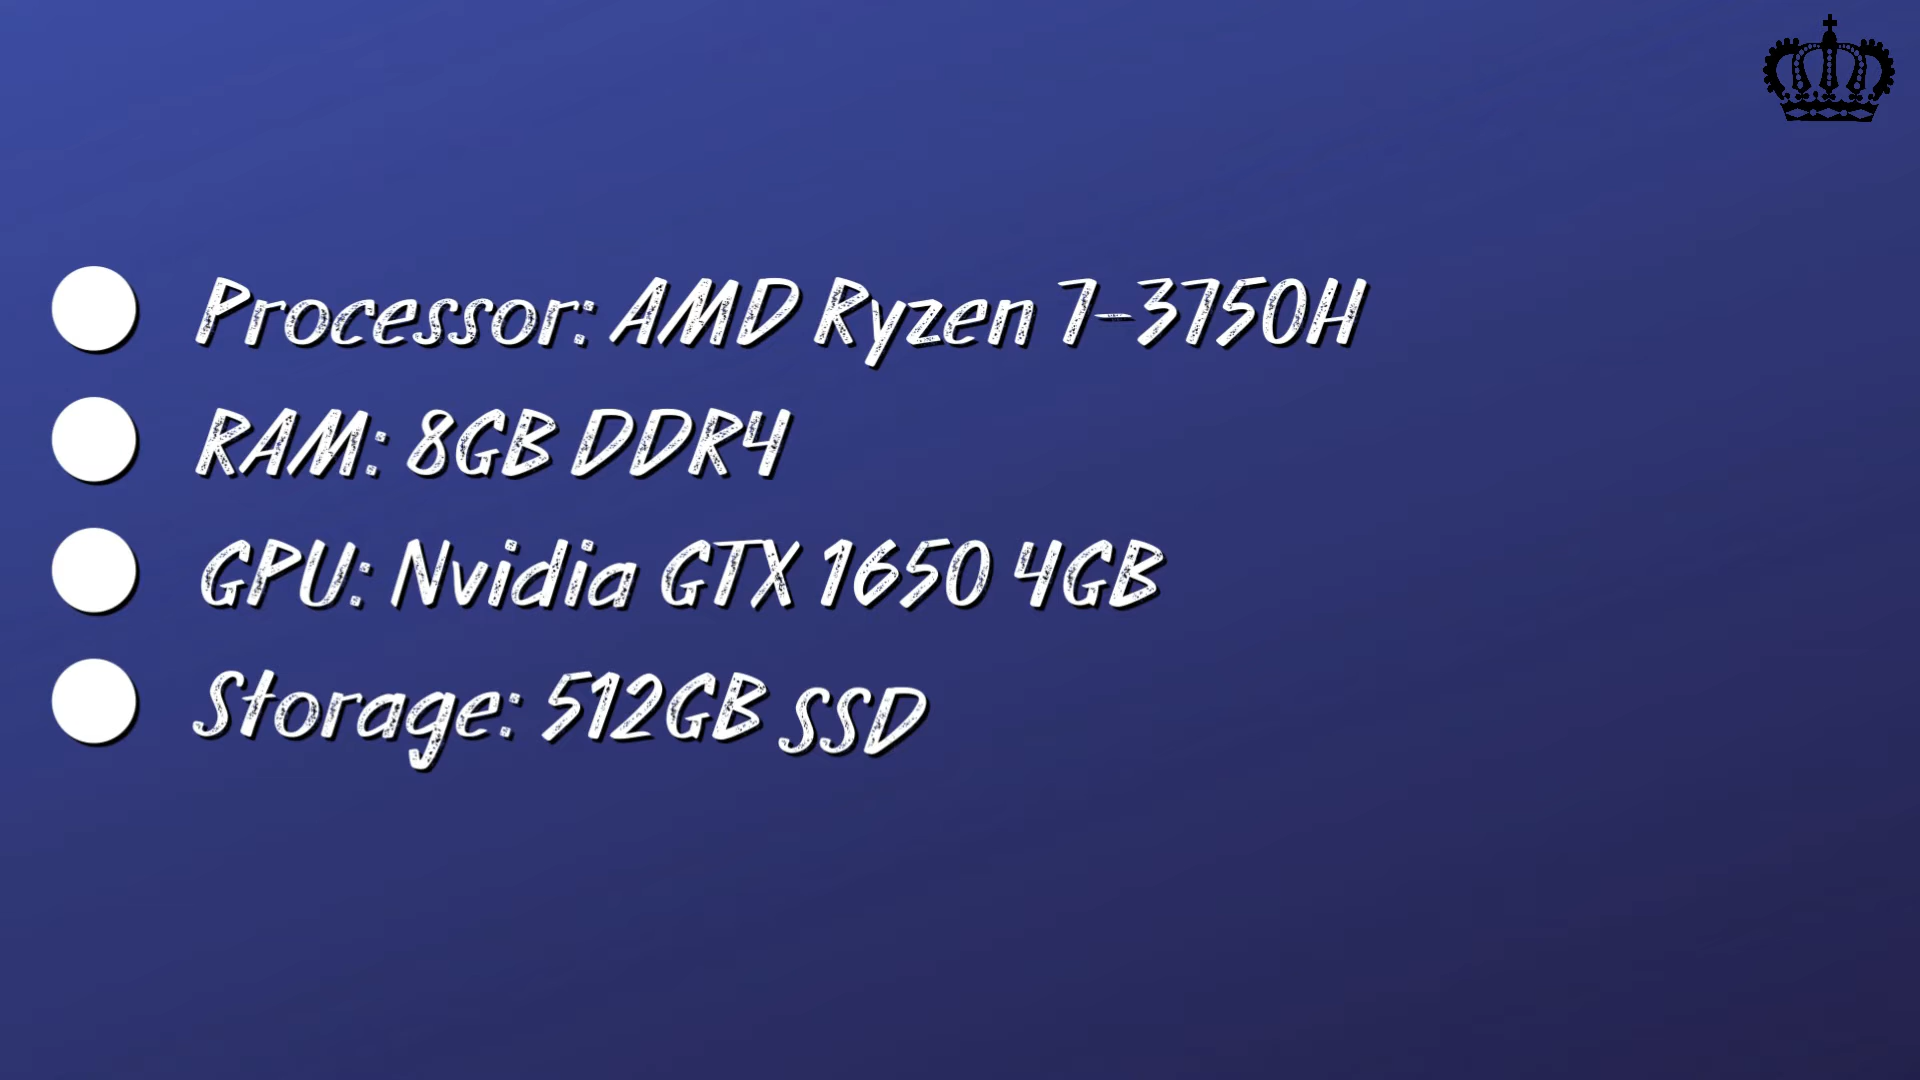 Processor: AMD Ryzen 7-3750H
RAM: 8GB DDR4
GPU: Nvidia GTX 1650 4GB
Storage: 512GB SSD